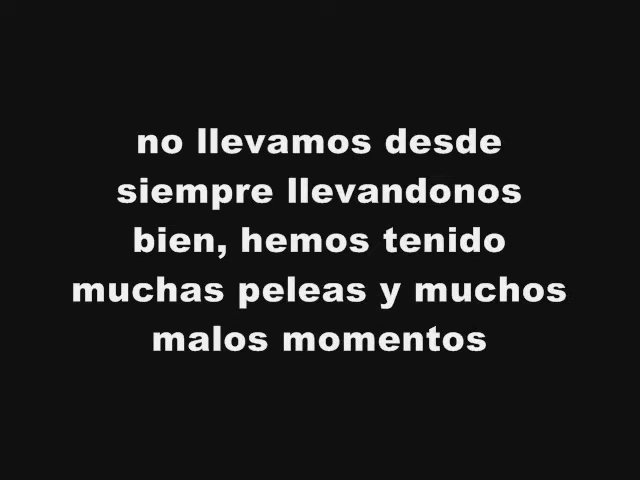 no llevamos desde
siempre llevandonos
bien, hemos tenido
muchas peleas y muchos
malos momentos